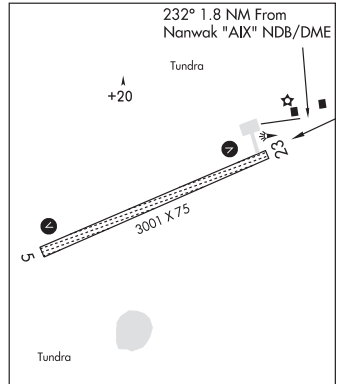 232° 1.8 NM From
Nanwak "AIX" NDB/DME
Tundra
+20
V
23
3001 X 75
V
5
Tundra